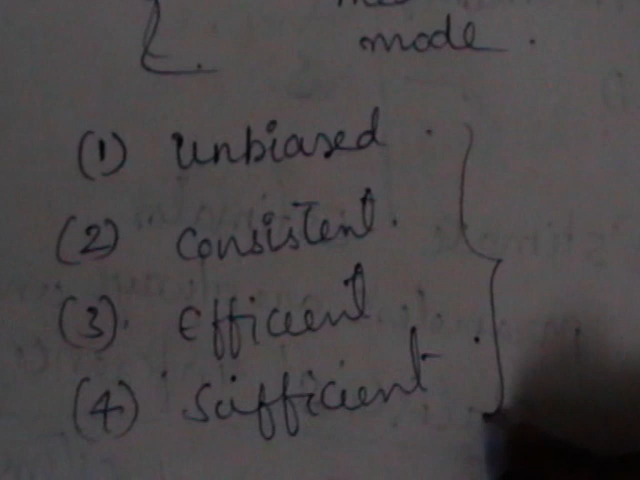 mode.
(1) Unbiased.
(2) Consistent.
(3). Efficient
(4) Sufficient.